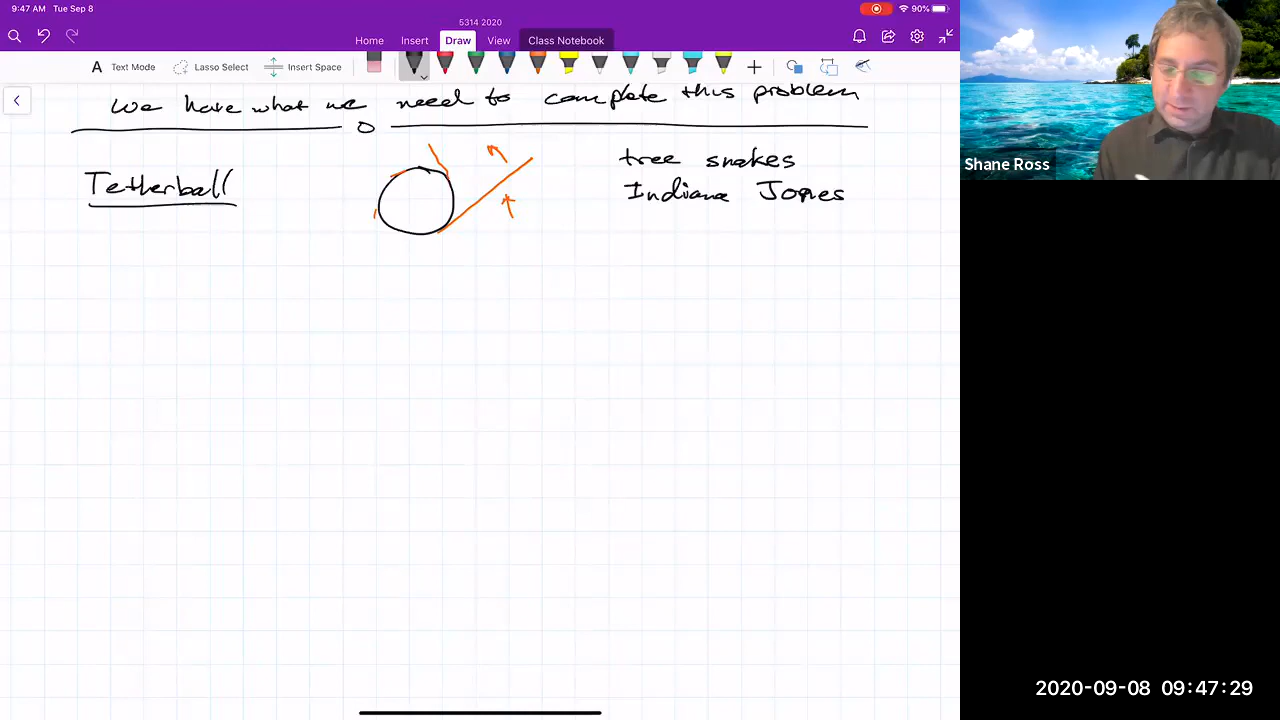 9:47 AM Tue Sep 8
90%
5314 2020
Home Insert Draw View Class Notebook
A Text Mode Lasso Select Insert Space
we have what we need to complete this problem
Tetherball
tree snakes
Indiana Jones
Shane Ross
2020-09-08 09:47:29